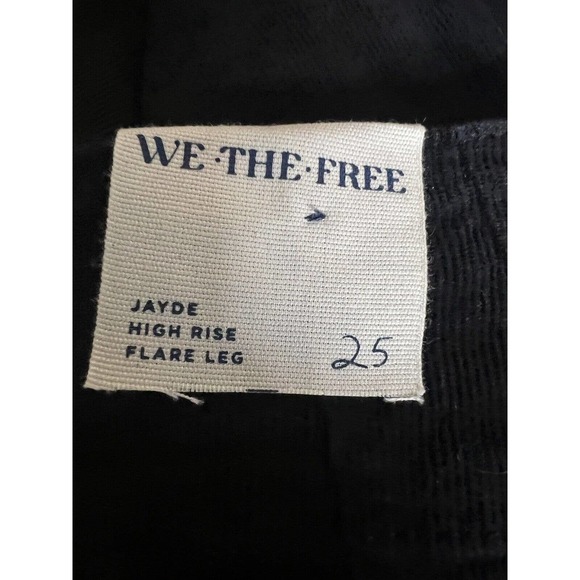 WE·THE·FREE
JAYDE
HIGH RISE
FLARE LEG
25